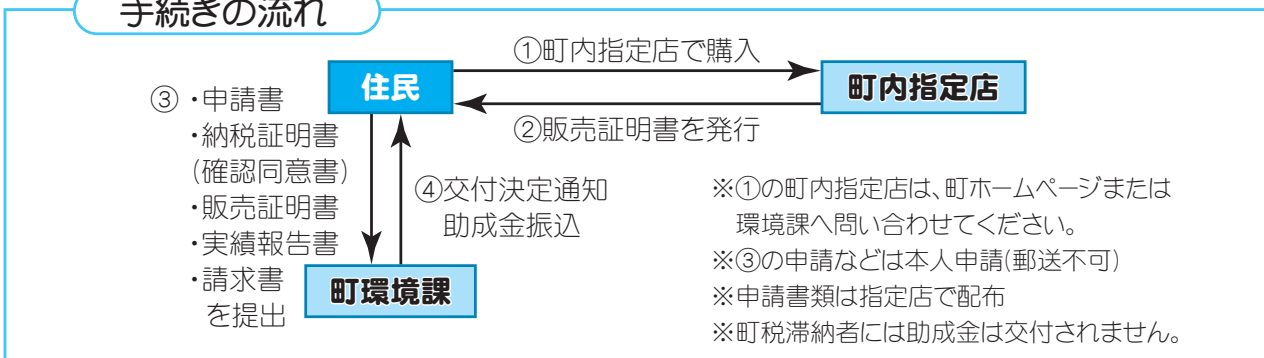 手続きの流れ
①町内指定店で購入
住民
町内指定店
②販売証明書を発行
③・申請書
・納税証明書
(確認同意書)
・販売証明書
・実績報告書
・請求書
を提出
④交付決定通知
助成金振込
町環境課
※①の町内指定店は、町ホームページまたは
環境課へ問い合わせてください。
※③の申請などは本人申請(郵送不可)
※申請書類は指定店で配布
※町税滞納者には助成金は交付されません。